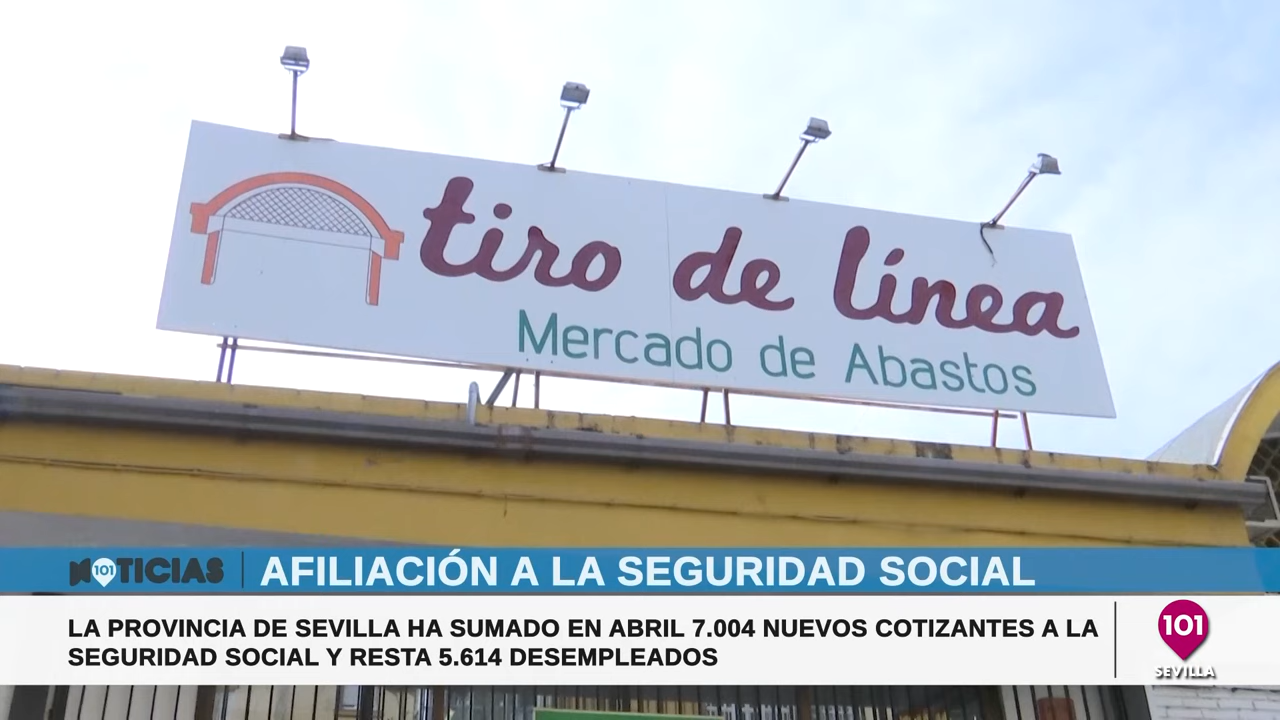 tiro de línea
Mercado de Abastos
NOTICIAS
101
AFILIACIÓN A LA SEGURIDAD SOCIAL
LA PROVINCIA DE SEVILLA HA SUMADO EN ABRIL 7.004 NUEVOS COTIZANTES A LA
SEGURIDAD SOCIAL Y RESTA 5.614 DESEMPLEADOS
101
SEVILLA